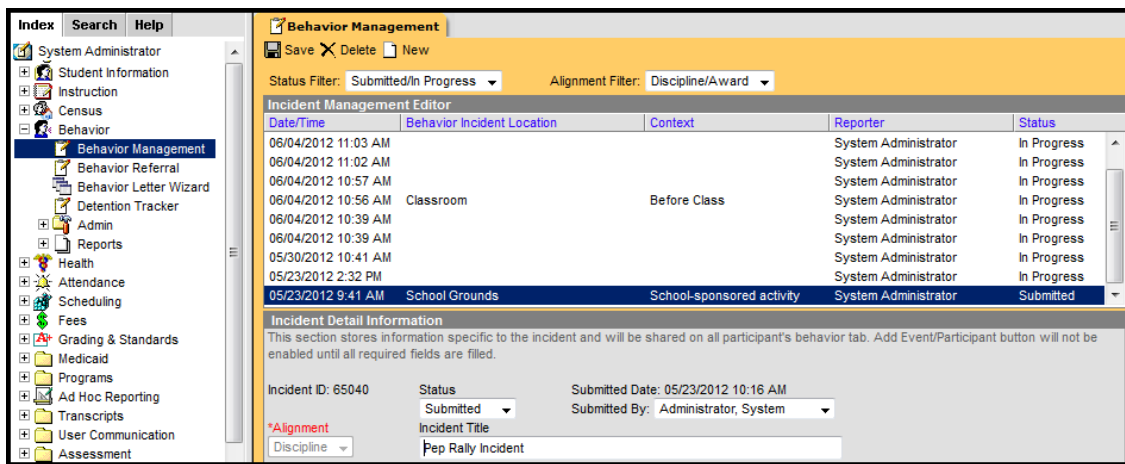 Index Search Help
System Administrator
Student Information
Instruction
Census
Behavior
Behavior Management
Behavior Referral
Behavior Letter Wizard
Detention Tracker
Admin
Reports
Health
Attendance
Scheduling
Fees
Grading & Standards
Medicaid
Programs
Ad Hoc Reporting
Transcripts
User Communication
Assessment
Behavior Management
Save Delete New
Status Filter: Submitted/In Progress Alignment Filter: Discipline/Award
Incident Management Editor
Date/Time Behavior Incident Location Context Reporter Status
06/04/2012 11:03 AM System Administrator In Progress
06/04/2012 11:02 AM System Administrator In Progress
06/04/2012 10:57 AM System Administrator In Progress
06/04/2012 10:56 AM Classroom Before Class System Administrator In Progress
06/04/2012 10:39 AM System Administrator In Progress
06/04/2012 10:39 AM System Administrator In Progress
05/30/2012 10:41 AM System Administrator In Progress
05/23/2012 2:32 PM System Administrator In Progress
05/23/2012 9:41 AM School Grounds School-sponsored activity System Administrator Submitted
Incident Detail Information
This section stores information specific to the incident and will be shared on all participant's behavior tab. Add Event/Participant button will not be
enabled until all required fields are filled.
Incident ID: 65040 Status Submitted Date: 05/23/2012 10:16 AM
Submitted Submitted By: Administrator, System
*Alignment Incident Title
Discipline Pep Rally Incident